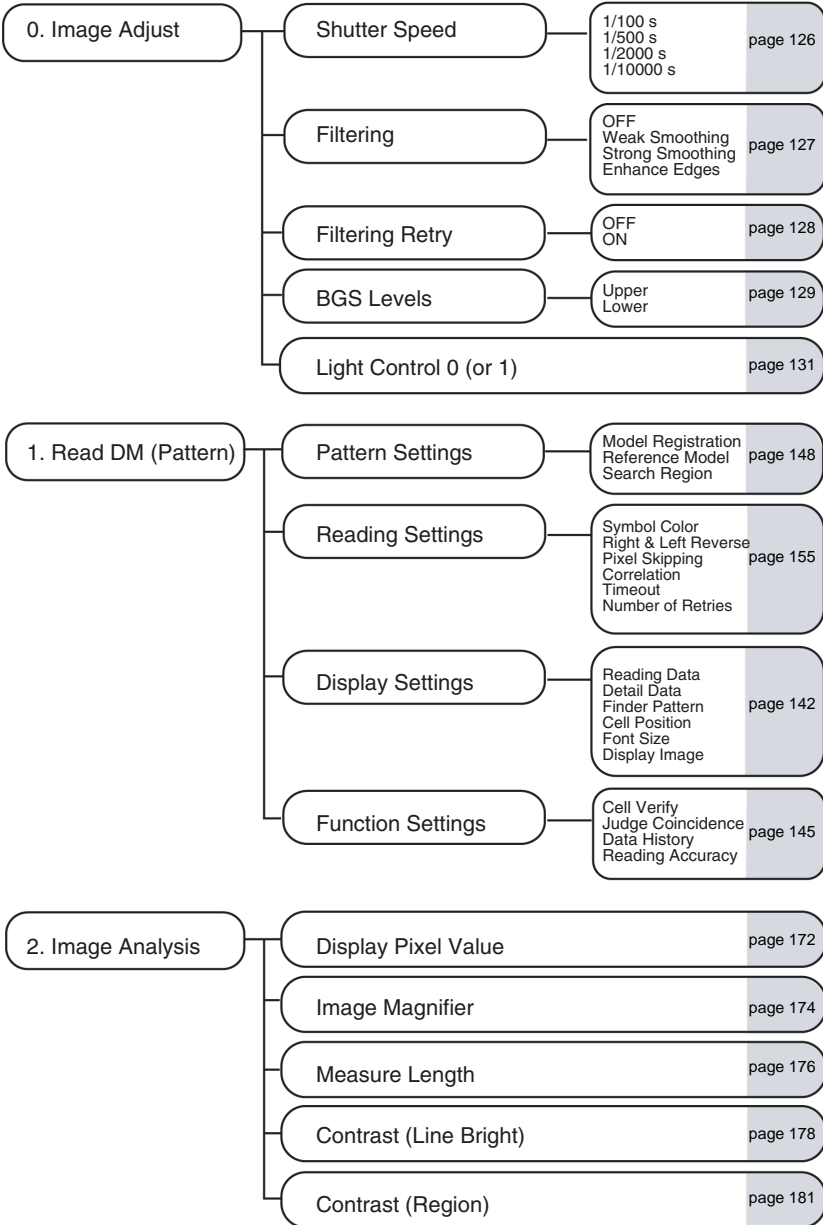 0. Image Adjust
Shutter Speed
1/100 s
1/500 s
1/2000 s
1/10000 s
page 126
Filtering
OFF
Weak Smoothing
Strong Smoothing
Enhance Edges
page 127
Filtering Retry
OFF
ON
page 128
BGS Levels
Upper
Lower
page 129
Light Control 0 (or 1)
page 131
1. Read DM (Pattern)
Pattern Settings
Model Registration
Reference Model
Search Region
page 148
Reading Settings
Symbol Color
Right & Left Reverse
Pixel Skipping
Correlation
Timeout
Number of Retries
page 155
Display Settings
Reading Data
Detail Data
Finder Pattern
Cell Position
Font Size
Display Image
page 142
Function Settings
Cell Verify
Judge Coincidence
Data History
Reading Accuracy
page 145
2. Image Analysis
Display Pixel Value
page 172
Image Magnifier
page 174
Measure Length
page 176
Contrast (Line Bright)
page 178
Contrast (Region)
page 181